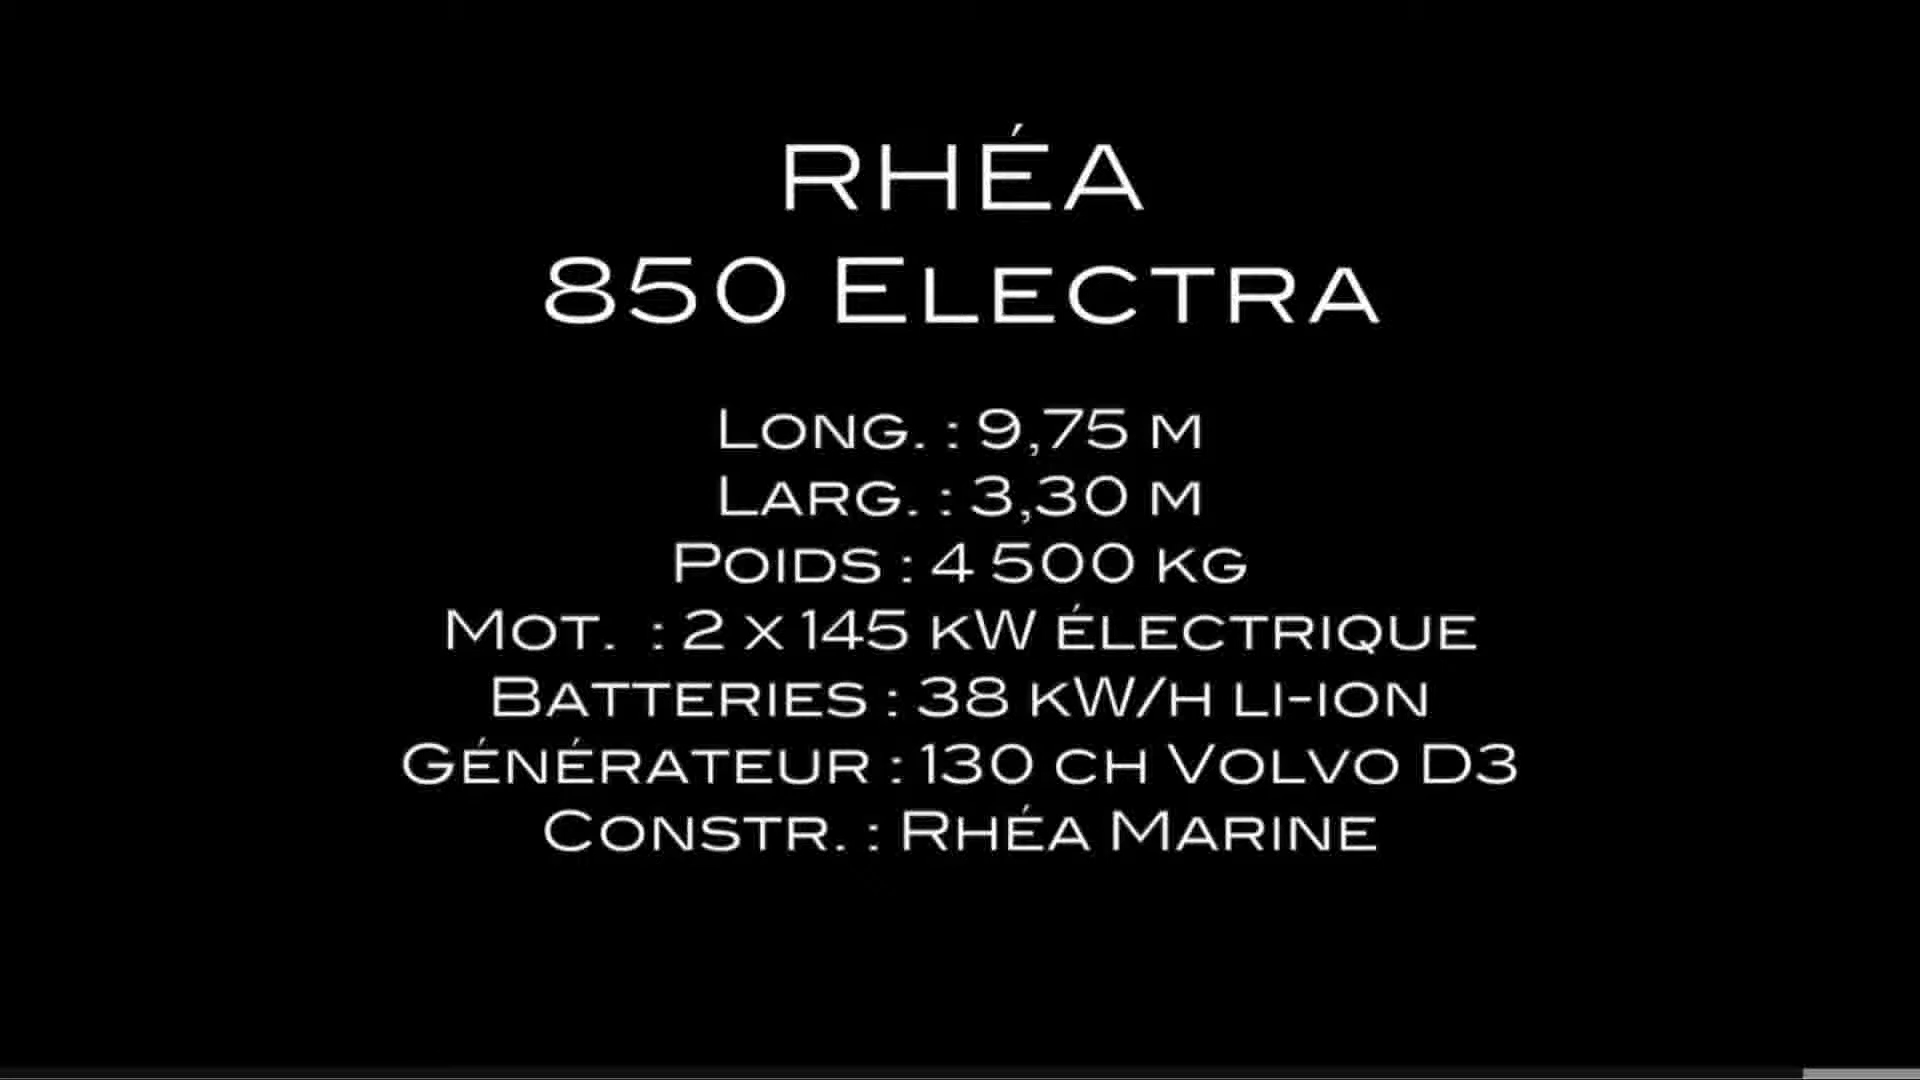 RHÉA
850 ELECTRA
LONG. : 9,75 M
LARG. : 3,30 M
POIDS : 4 500 KG
MOT. : 2 X 145 KW ÉLECTRIQUE
BATTERIES : 38 KW/H LI-ION
GÉNÉRATEUR : 130 CH VOLVO D3
CONSTR. : RHÉA MARINE